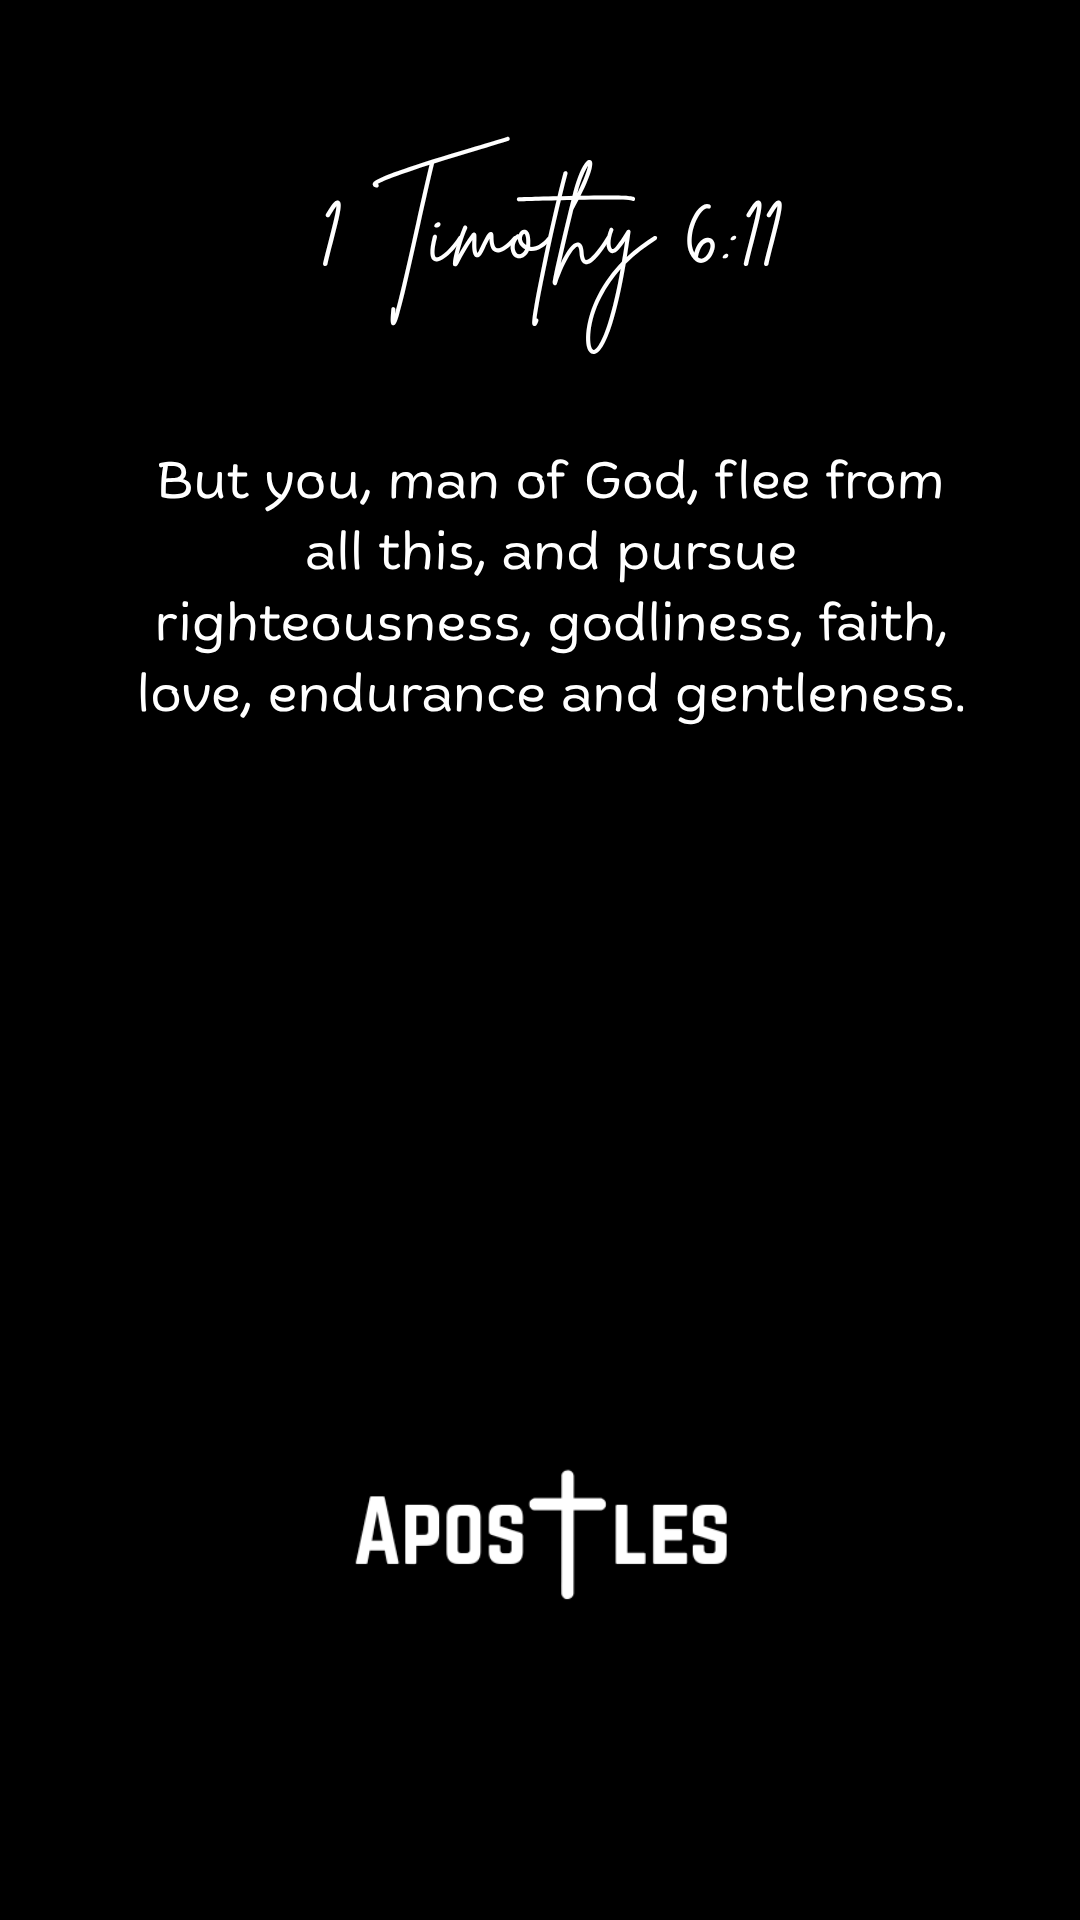 1 Timothy 6:11
But you, man of God, flee from
all this, and pursue
righteousness, godliness, faith,
love, endurance and gentleness.
APOSTLES